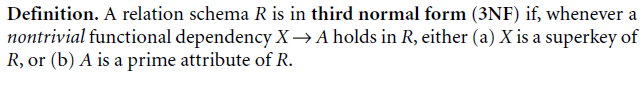 Definition. A relation schema R is in third normal form (3NF) if, whenever a
nontrivial functional dependency X → A holds in R, either (a) X is a superkey of
R, or (b) A is a prime attribute of R.